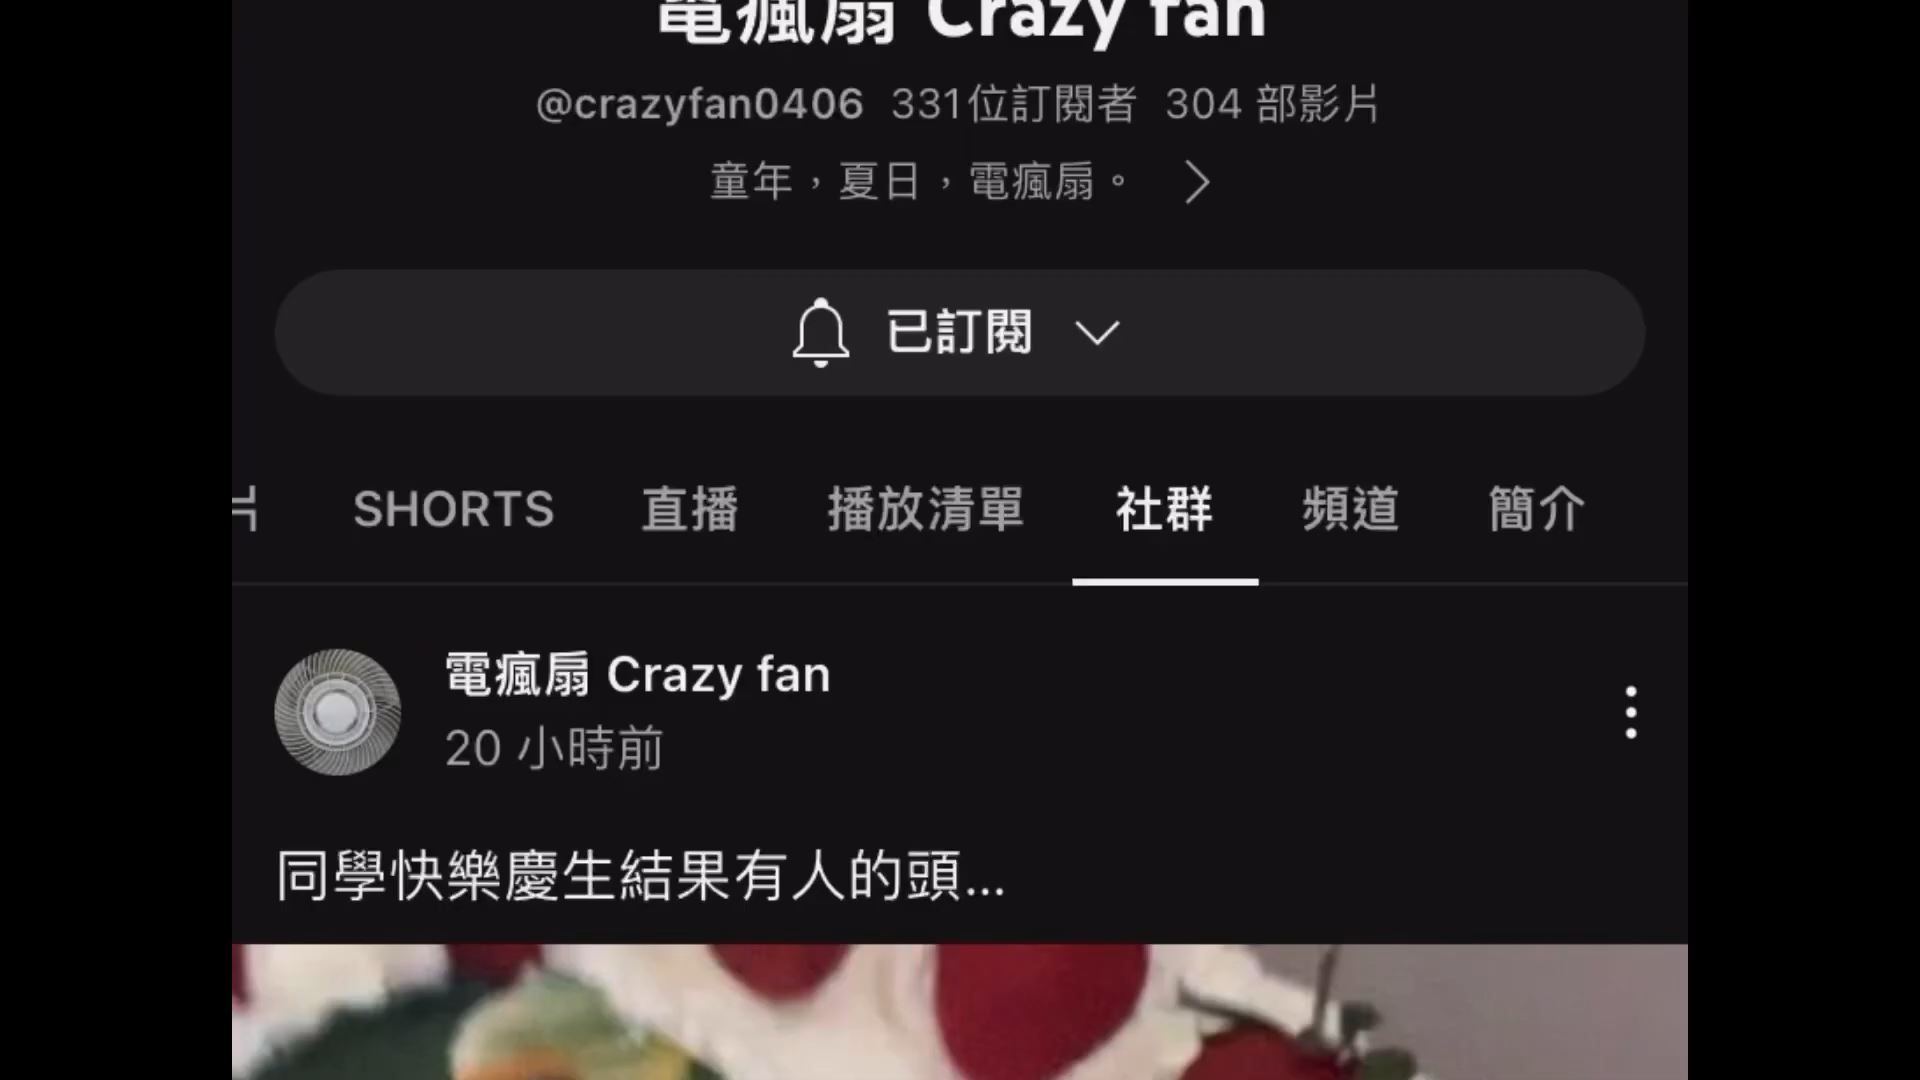 電瘋扇 Crazy fan
@crazyfan0406 331位訂閱者 304 部影片
童年，夏日，電瘋扇。
已訂閱
SHORTS 直播 播放清單 社群 頻道 簡介
電瘋扇 Crazy fan
20 小時前
同學快樂慶生結果有人的頭...